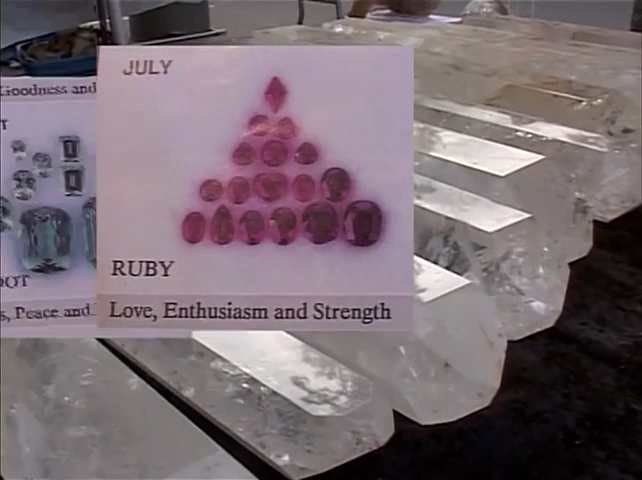 Goodness and
JULY
RUBY
Love, Enthusiasm and Strength
s, Peace and